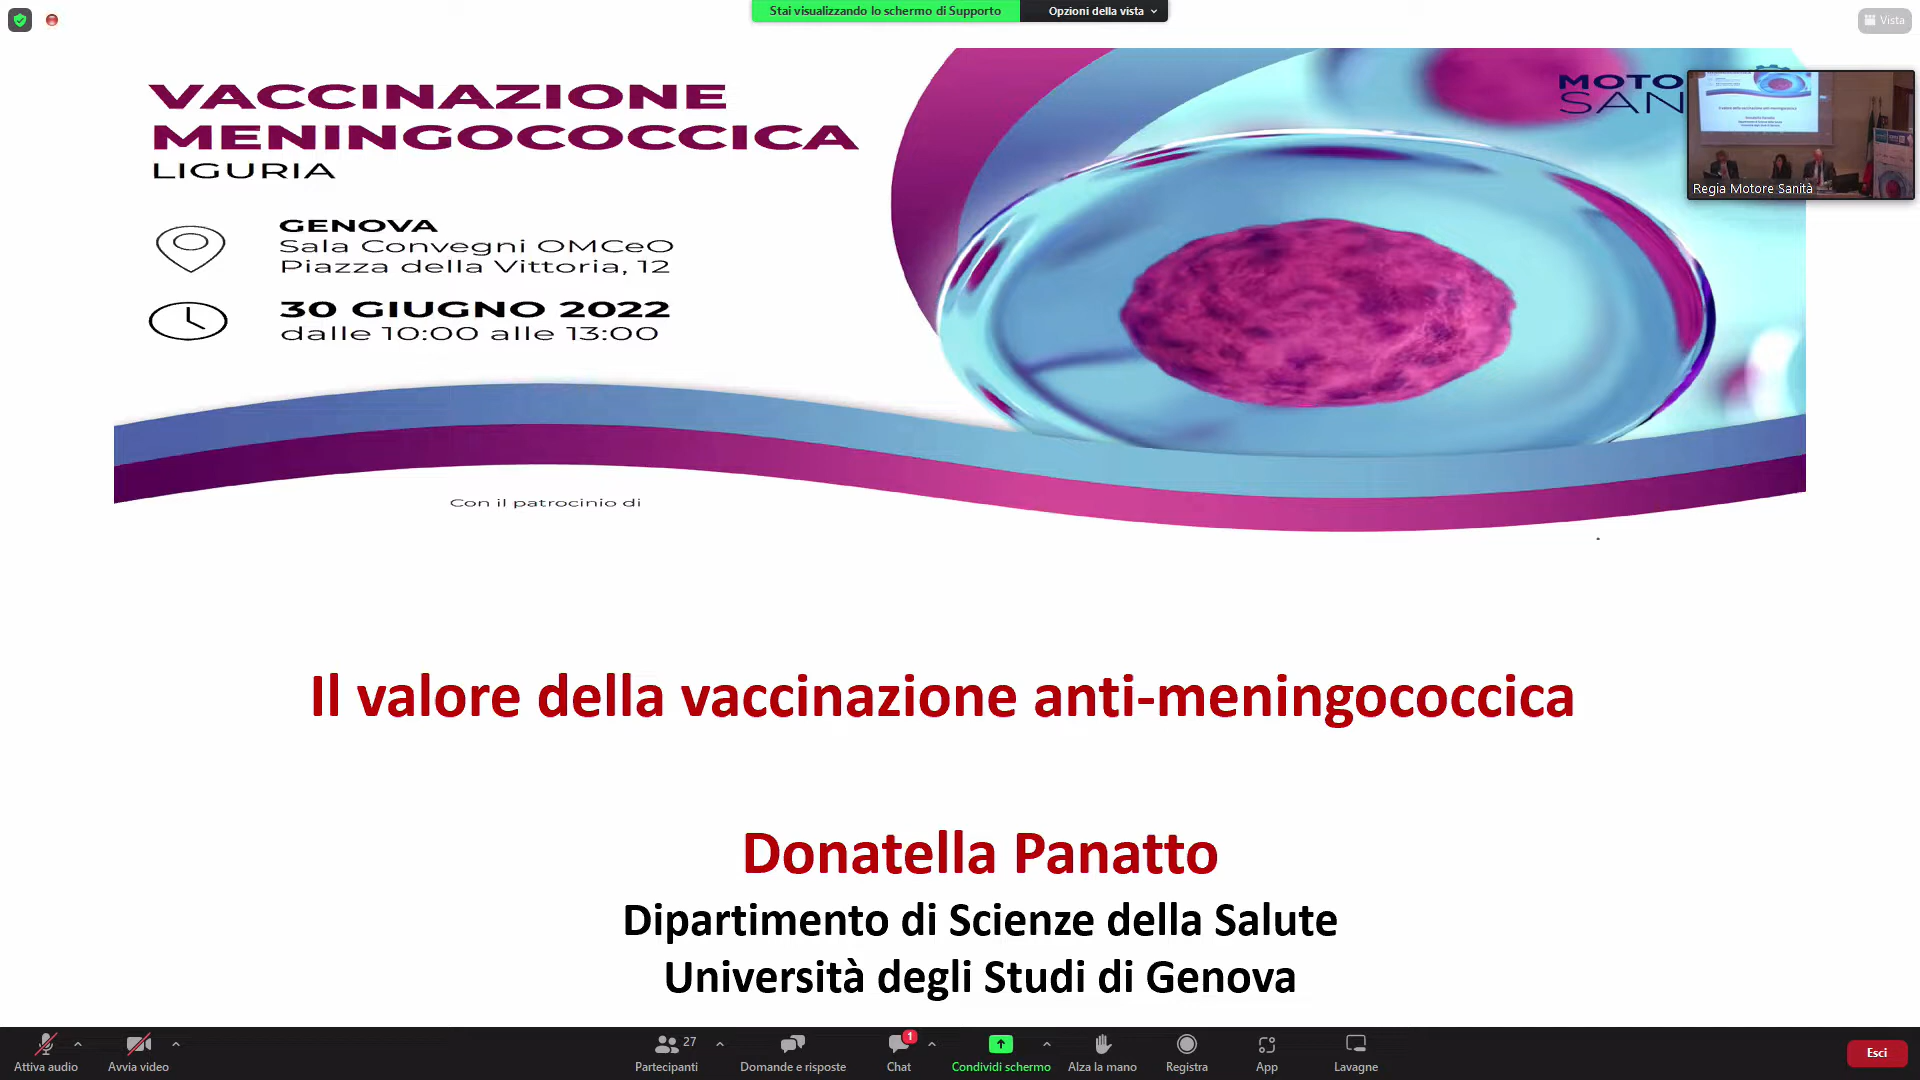 Stai visualizzando lo schermo di Supporto
Opzioni della vista
Vista
VACCINAZIONE
MENINGOCOCCICA
LIGURIA
MOTO
SAN
Regia Motore Sanità
GENOVA
Sala Convegni OMCeO
Piazza della Vittoria, 12
30 GIUGNO 2022
dalle 10:00 alle 13:00
Con il patrocinio di
Il valore della vaccinazione anti-meningococcica
Donatella Panatto
Dipartimento di Scienze della Salute
Università degli Studi di Genova
Attiva audio
Avvia video
Partecipanti
27
Domande e risposte
Chat
1
Condividi schermo
Alza la mano
Registra
App
Lavagne
Esci